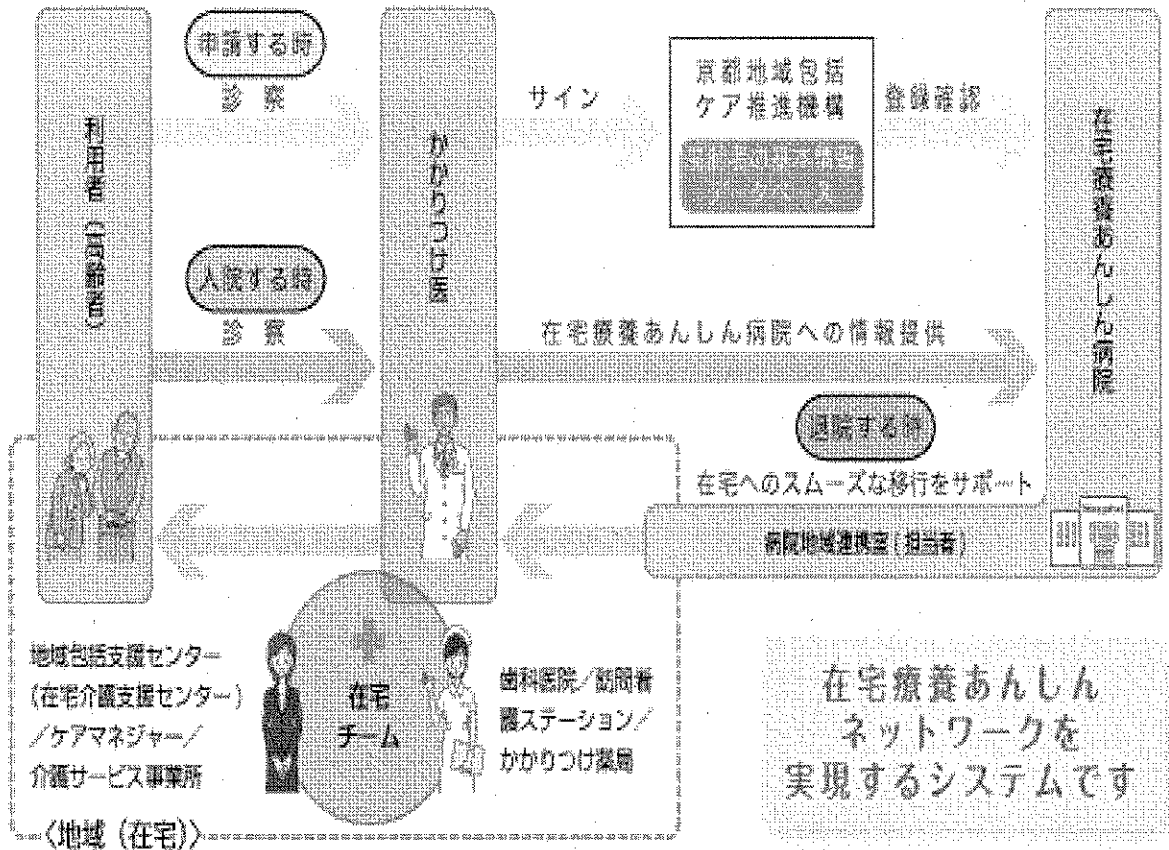 申請する時
診察
サイン
京都地域包括
ケア推進機構
登録確認
利用者（高齢者）
かかりつけ医
在宅療養あんしん病院
入院する時
診察
在宅療養あんしん病院への情報提供
退院する時
在宅へのスムーズな移行をサポート
病院地域連携室(担当者)
Hospital
地域包括支援センター
(在宅介護支援センター)
／ケアマネジャー／
介護サービス事業所
在宅
チーム
歯科医院／訪問看
護ステーション／
かかりつけ薬局
〈地域（在宅）〉
在宅療養あんしん
ネットワークを
実現するシステムです